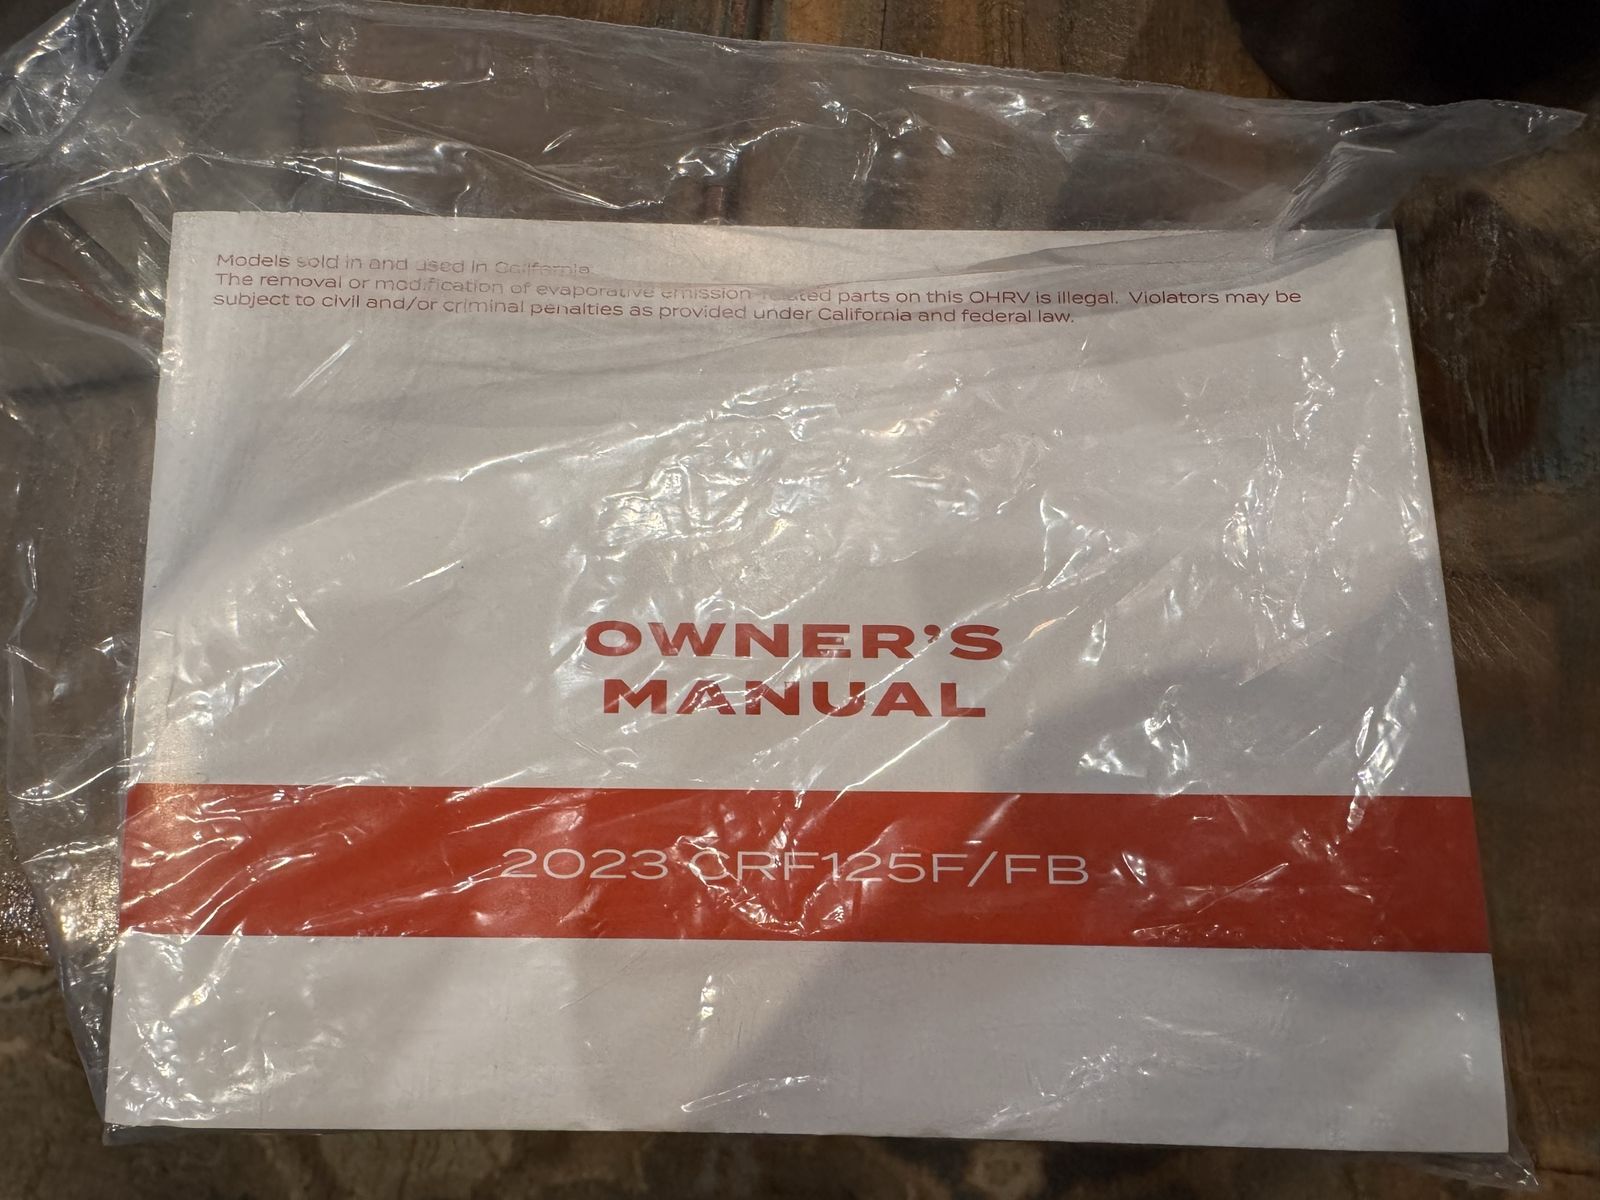 Models sold in and used in California
The removal or modification of evaporative emission-related parts on this OHRV is illegal. Violators may be
subject to civil and/or criminal penalties as provided under California and federal law.
OWNER'S
MANUAL
2023 CRF125F/FB